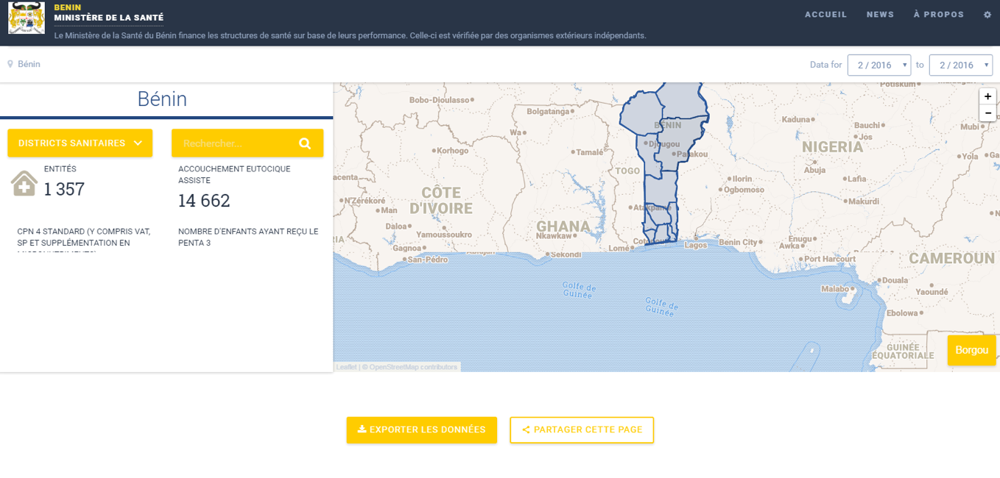 BENIN
MINISTÈRE DE LA SANTÉ
Le Ministère de la Santé du Bénin finance les structures de santé sur base de leurs performance. Celle-ci est vérifiée par des organismes extérieurs indépendants.
ACCUEIL NEWS À PROPOS
Bénin
Data for 2 / 2016 to 2 / 2016
Bénin
DISTRICTS SANITAIRES
Rechercher...
ENTITÉS
1 357
ACCOUCHEMENT EUTOCIQUE
ASSISTE
14 662
CPN 4 STANDARD (Y COMPRIS VAT,
SP ET SUPPLÉMENTATION EN
NOMBRE D'ENFANTS AYANT REÇU LE
PENTA 3
Potiskum
+
−
Bobo-Dioulasso
Bolgatanga
Kaduna
Bauchi
Mubi
Wa
BENIN
Jos
Djougou
NIGERIA
Korhogo
Tamalé
Parakou
Yola
Ga
Abuja
TOGO
Ilorin
Lafia
acenta
Ogbomoso
CÔTE
D'IVOIRE
N'Zérékoré
Makurdi
Man
Atakpamé
N
Daloa
GHANA
Yamoussoukro
Nkawkaw
Enugu
RIA
Cotonou
Lagos
Benin City
Awka
Gagnoa
Lomé
Abidjan
Sekondi
San-Pédro
Port Harcourt
CAMEROUN
Douala
Malabo
Yaoundé
Golfe de
Guinée
Golfe de
Guinée
Ebolowa
GUINÉE
ÉQUATORIALE
Borgou
Leaflet | © OpenStreetMap contributors
EXPORTER LES DONNÉES
PARTAGER CETTE PAGE